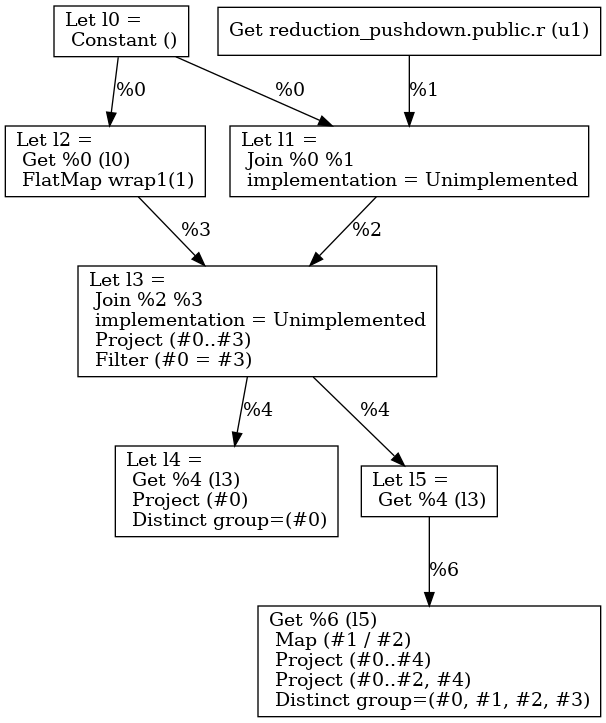 Let l0 =
Constant ()
Get reduction_pushdown.public.r (u1)
%0
%0
%1
Let l2 =
Get %0 (l0)
FlatMap wrap1(1)
Let l1 =
Join %0 %1
implementation = Unimplemented
%3
%2
Let l3 =
Join %2 %3
implementation = Unimplemented
Project (#0..#3)
Filter (#0 = #3)
%4
%4
Let l4 =
Get %4 (l3)
Project (#0)
Distinct group=(#0)
Let l5 =
Get %4 (l3)
%6
Get %6 (l5)
Map (#1 / #2)
Project (#0..#4)
Project (#0..#2, #4)
Distinct group=(#0, #1, #2, #3)